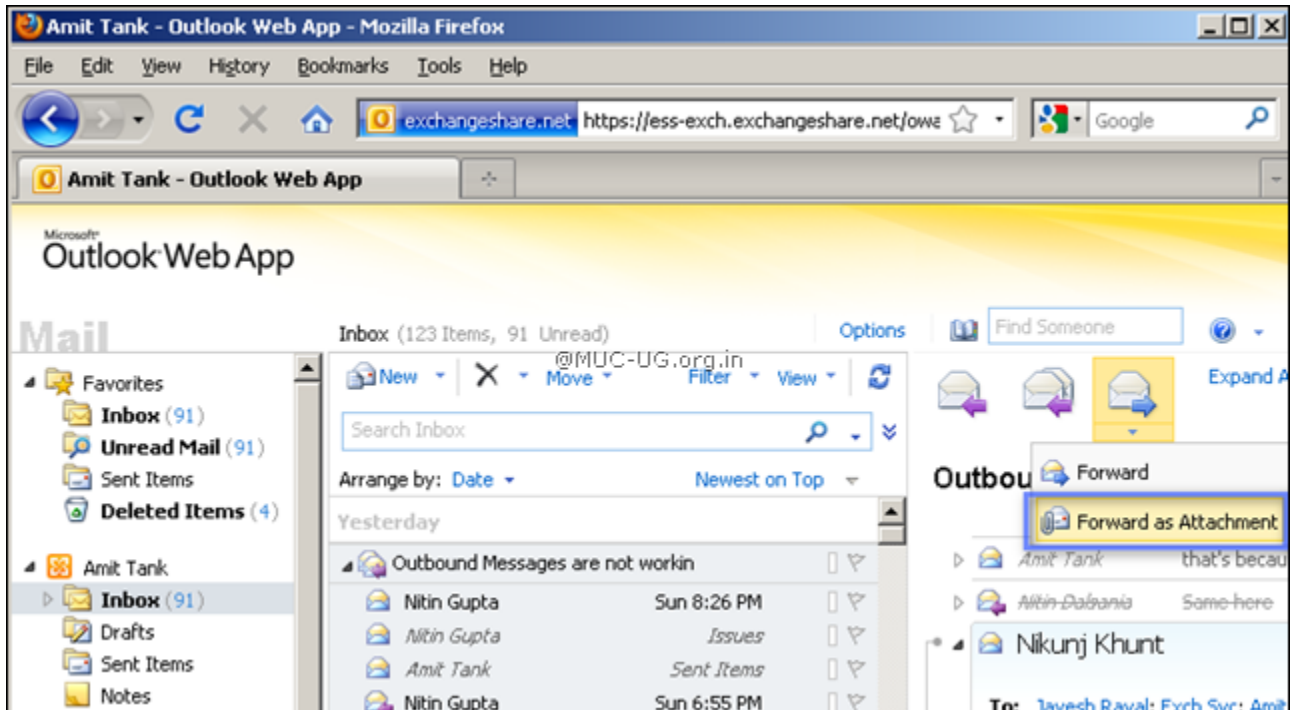 Amit Tank - Outlook Web App - Mozilla Firefox
File Edit View History Bookmarks Tools Help
exchangeshare.net https://ess-exch.exchangeshare.net/owa Google
Amit Tank - Outlook Web App
Microsoft
Outlook Web App
Mail
Inbox (123 Items, 91 Unread) Options Find Someone
@MUC-UG.org.in
New Move Filter View Expand A
Favorites
Inbox (91)
Unread Mail (91)
Sent Items
Deleted Items (4)
Amit Tank
Inbox (91)
Drafts
Sent Items
Notes
Search Inbox
Arrange by: Date Newest on Top
Yesterday
Outbound Messages are not workin
Nitin Gupta Sun 8:26 PM
Nitin Gupta Issues
Amit Tank Sent Items
Nitin Gupta Sun 6:55 PM
Outbou
Forward
Forward as Attachment
Amit Tank that's becau
Nitin Dalsania Same here
Nikunj Khunt
To: Jayesh Raval; Exch Svc; Amit